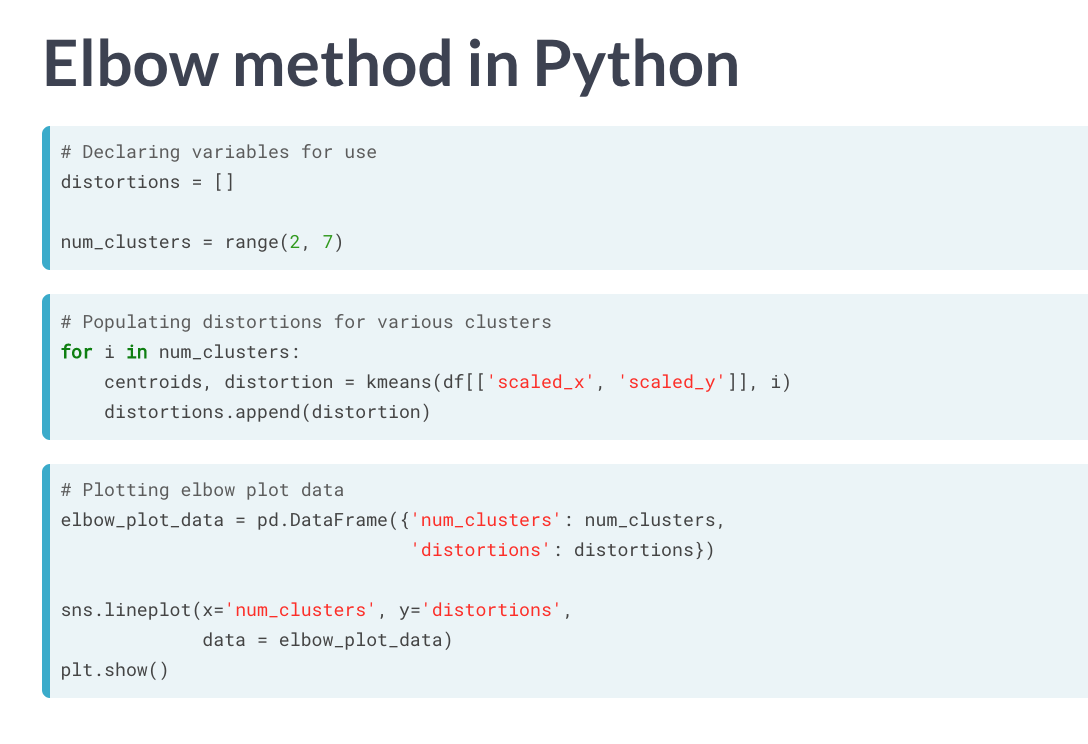 Elbow method in Python
# Declaring variables for use
distortions = []
num_clusters = range(2, 7)
# Populating distortions for various clusters
for i in num_clusters:
    centroids, distortion = kmeans(df[['scaled_x', 'scaled_y']], i)
    distortions.append(distortion)
# Plotting elbow plot data
elbow_plot_data = pd.DataFrame({'num_clusters': num_clusters,
                                'distortions': distortions})
sns.lineplot(x='num_clusters', y='distortions',
             data = elbow_plot_data)
plt.show()